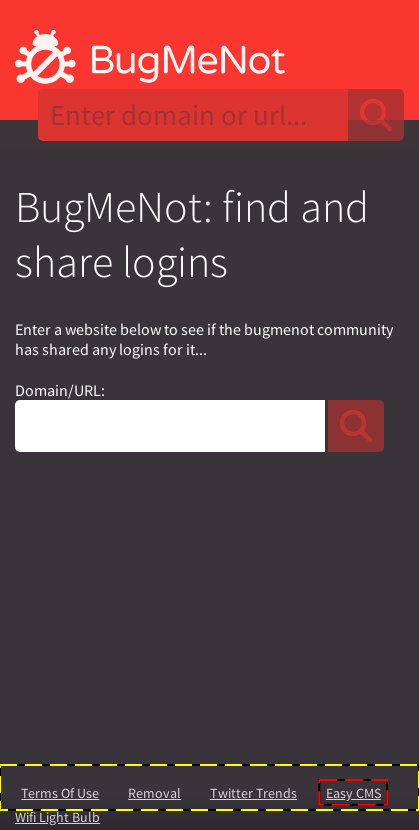 BugMeNot
Enter domain or url...
BugMeNot: find and
share logins
Enter a website below to see if the bugmenot community
has shared any logins for it...
Domain/URL:
Terms Of Use Removal Twitter Trends Easy CMS
Wifi Light Bulb